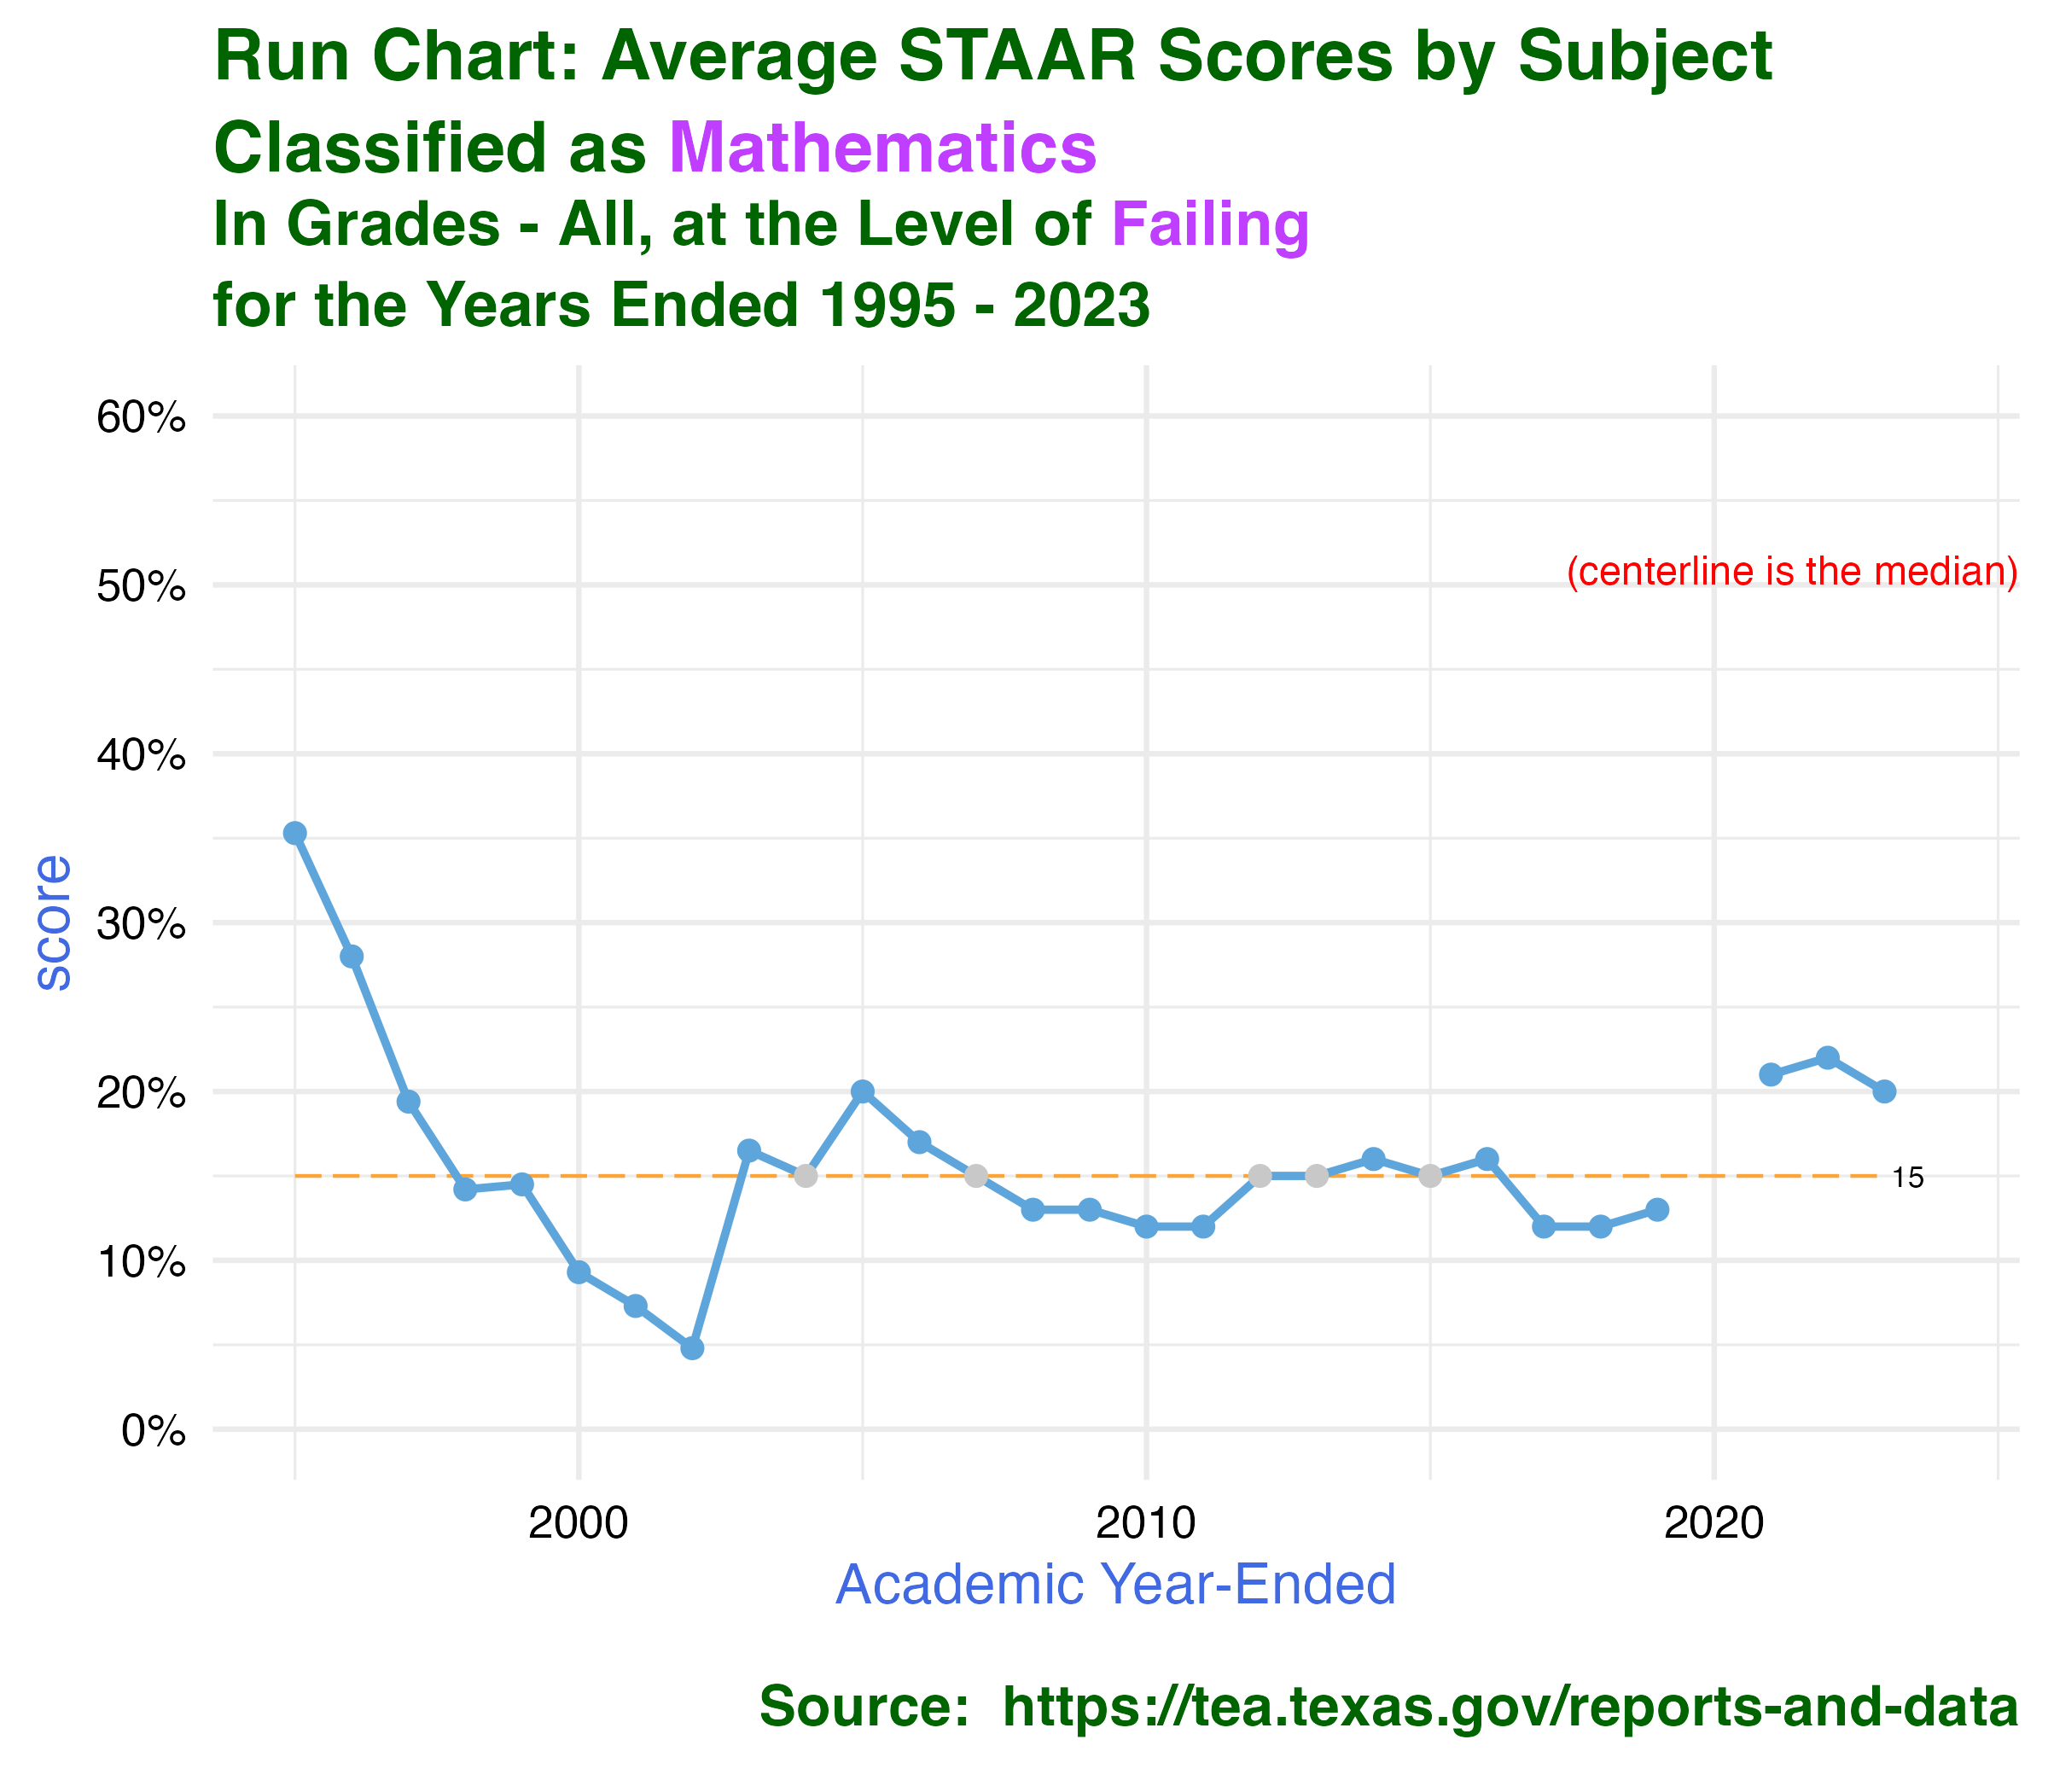 Run Chart: Average STAAR Scores by Subject
Classified as Mathematics
In Grades - All, at the Level of Failing
for the Years Ended 1995 - 2023
60%
(centerline is the median)
50%
40%
score
30%
20%
15
10%
0%
2000 2010 2020
Academic Year-Ended
Source: https://tea.texas.gov/reports-and-data